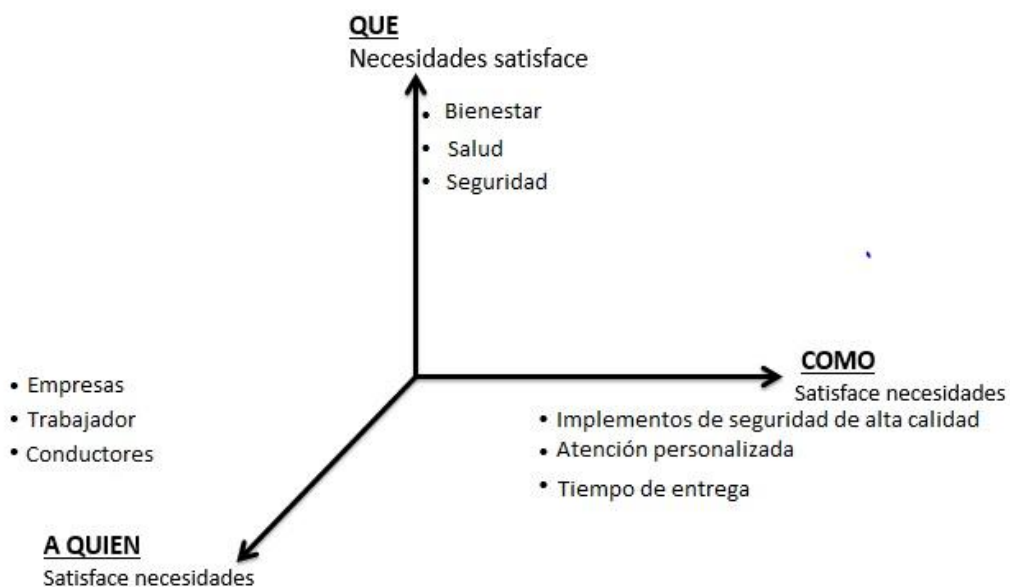 QUE
Necesidades satisface
• Bienestar
• Salud
• Seguridad
COMO
Satisface necesidades
• Implementos de seguridad de alta calidad
• Atención personalizada
• Tiempo de entrega
• Empresas
• Trabajador
• Conductores
A QUIEN
Satisface necesidades